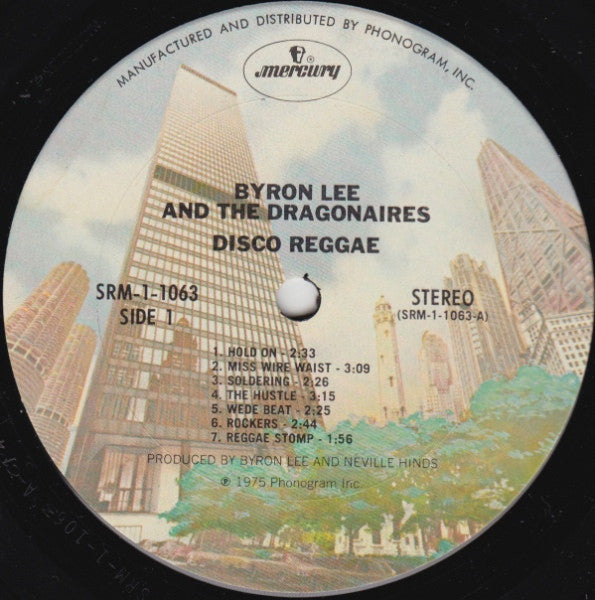 MANUFACTURED AND DISTRIBUTED BY PHONOGRAM, INC.
mercury ®
BYRON LEE
AND THE DRAGONAIRES
DISCO REGGAE
SRM-1-1063
SIDE 1
STEREO
(SRM-1-1063-A)
1. HOLD ON - 2:33
2. MISS WIRE WAIST - 3:09
3. SOLDERING - 2:26
4. THE HUSTLE - 3:15
5. WEDE BEAT - 2:25
6. ROCKERS - 2:44
7. REGGAE STOMP - 1:56
PRODUCED BY BYRON LEE AND NEVILLE HINDS
℗ 1975 Phonogram Inc.